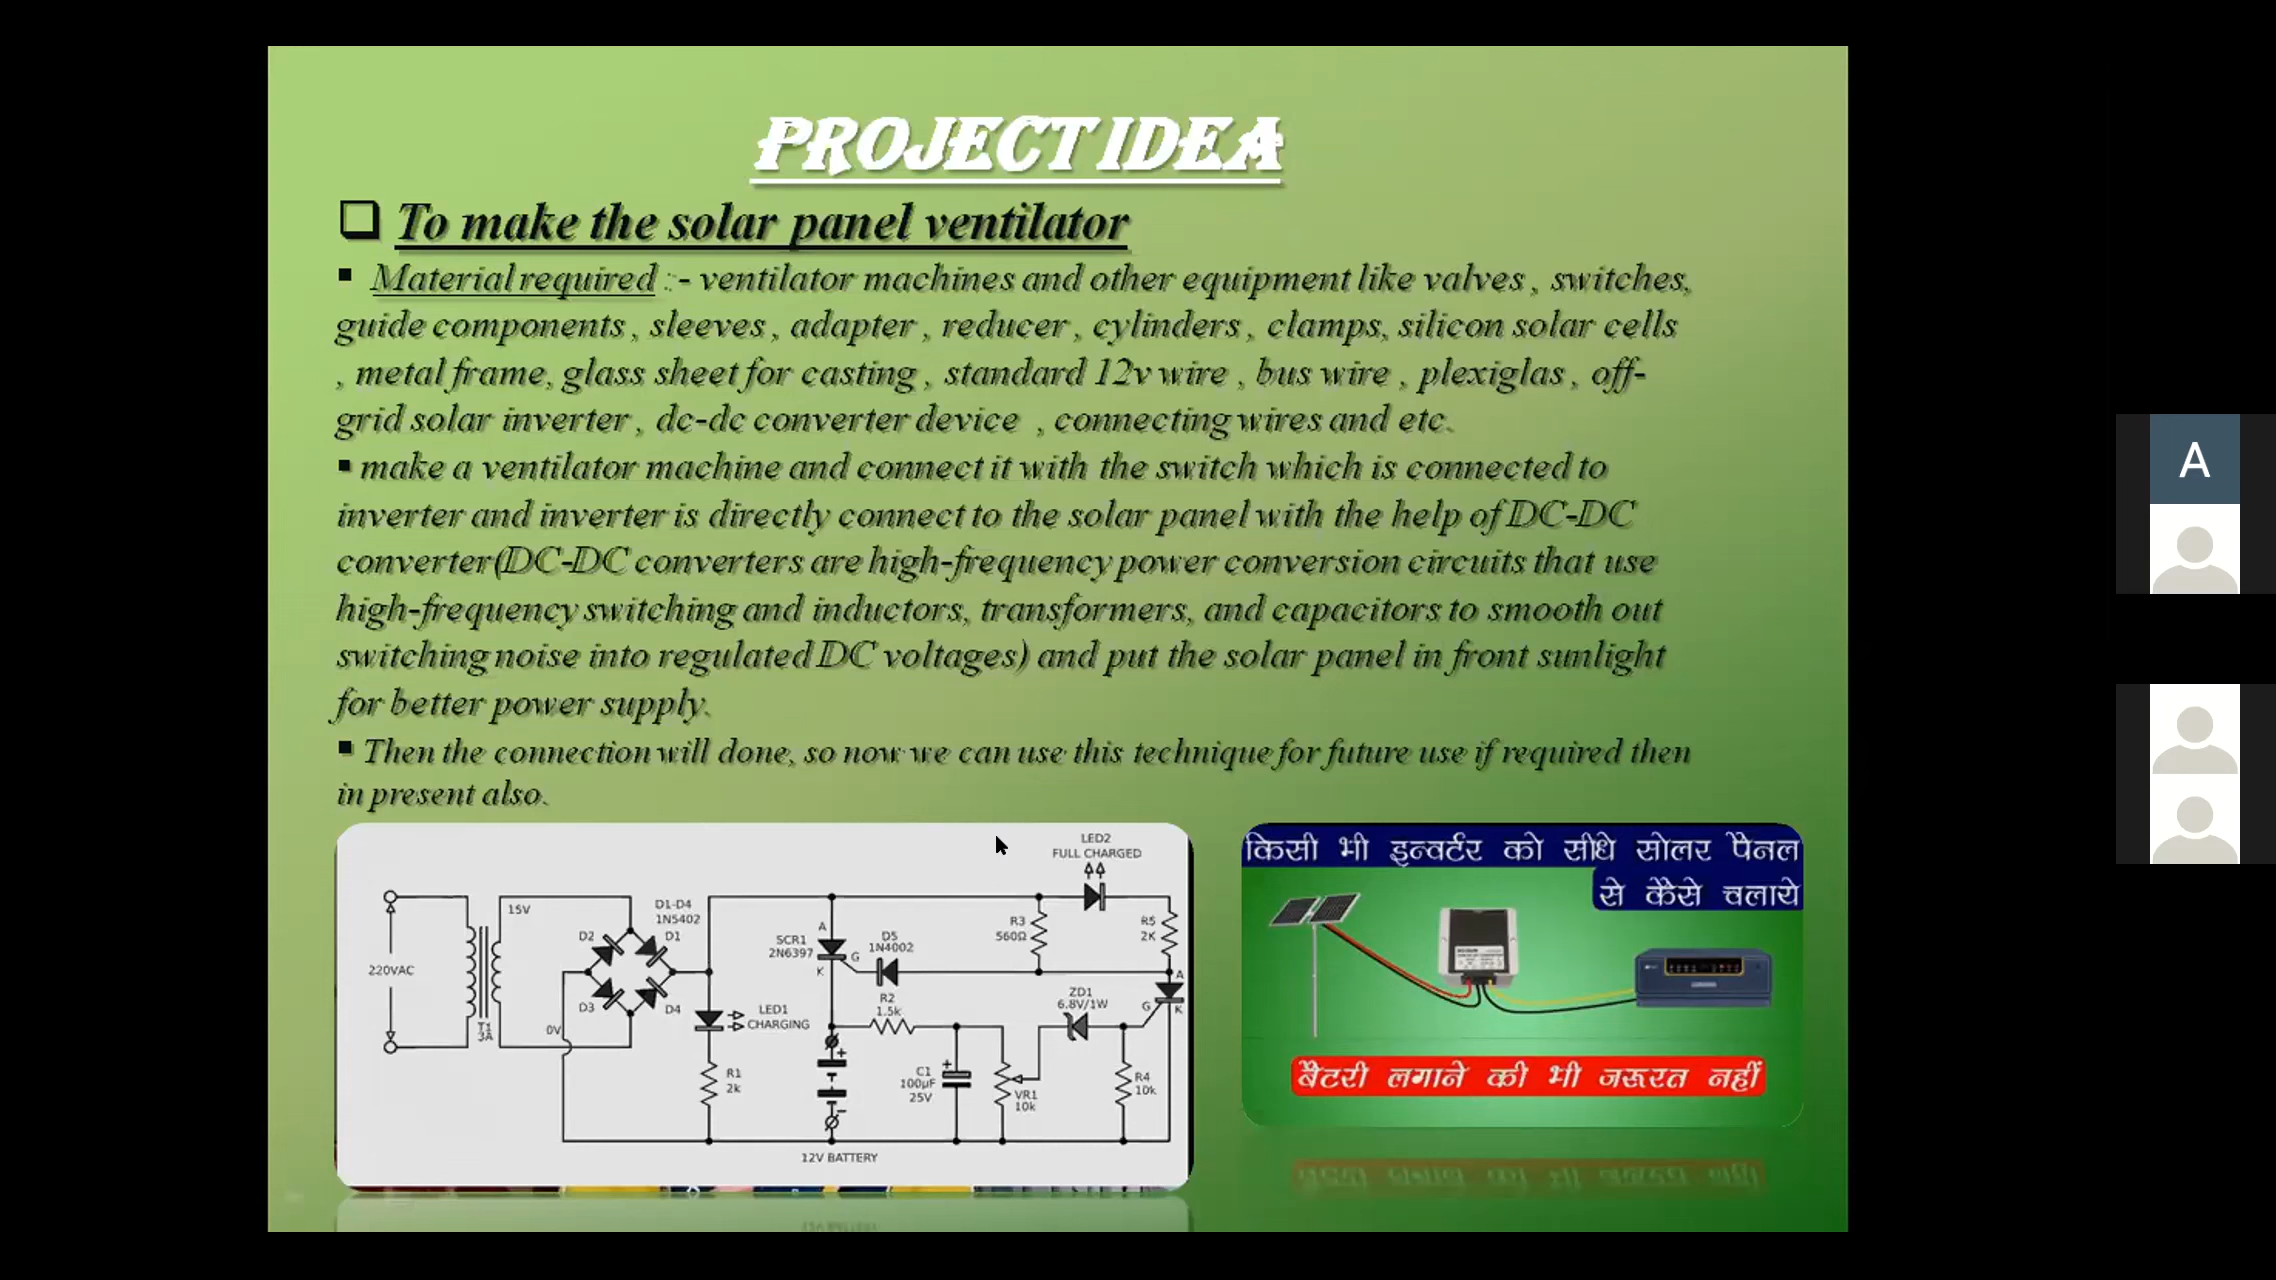 PROJECT IDEA
To make the solar panel ventilator
Material required :- ventilator machines and other equipment like valves , switches,
guide components , sleeves , adapter , reducer , cylinders , clamps, silicon solar cells
, metal frame, glass sheet for casting , standard 12v wire , bus wire , plexiglas , off-
grid solar inverter , dc-dc converter device , connecting wires and etc.
make a ventilator machine and connect it with the switch which is connected to
inverter and inverter is directly connect to the solar panel with the help of DC-DC
converter(DC-DC converters are high-frequency power conversion circuits that use
high-frequency switching and inductors, transformers, and capacitors to smooth out
switching noise into regulated DC voltages) and put the solar panel in front sunlight
for better power supply.
Then the connection will done, so now we can use this technique for future use if required then
in present also.
LED2
FULL CHARGED
15V
D1-D4
1N5402
D2
D1
D3
D4
220VAC
T1
3A
0V
LED1
CHARGING
R1
2k
A
SCR1
2N6397
K
G
D5
1N4002
R2
1.5k
R3
560Ω
R5
2K
A
G
K
ZD1
6.8V/1W
+
-
+
C1
100µF
25V
VR1
10k
R4
10k
12V BATTERY
किसी भी इन्वर्टर को सीधे सोलर पैनल
से कैसे चलाये
बैटरी लगाने की भी जरूरत नहीं
A